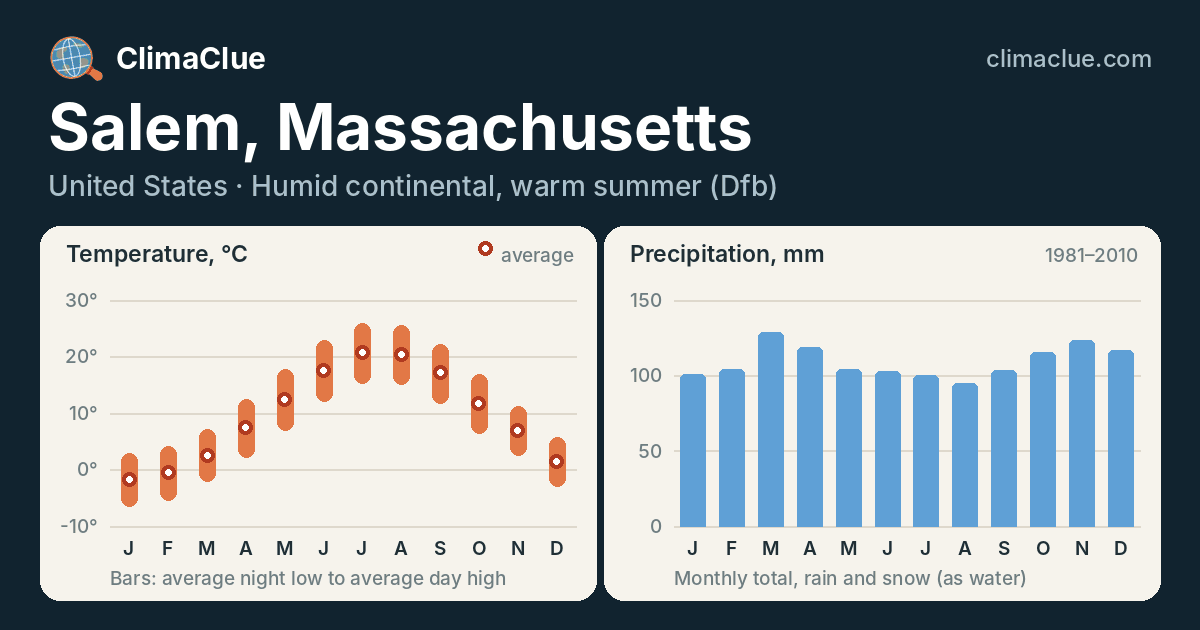 ClimaClue
climaclue.com
Salem, Massachusetts
United States · Humid continental, warm summer (Dfb)
Temperature, °C
average
30°
20°
10°
0°
-10°
J F M A M J J A S O N D
Bars: average night low to average day high
Precipitation, mm
1981–2010
150
100
50
0
J F M A M J J A S O N D
Monthly total, rain and snow (as water)